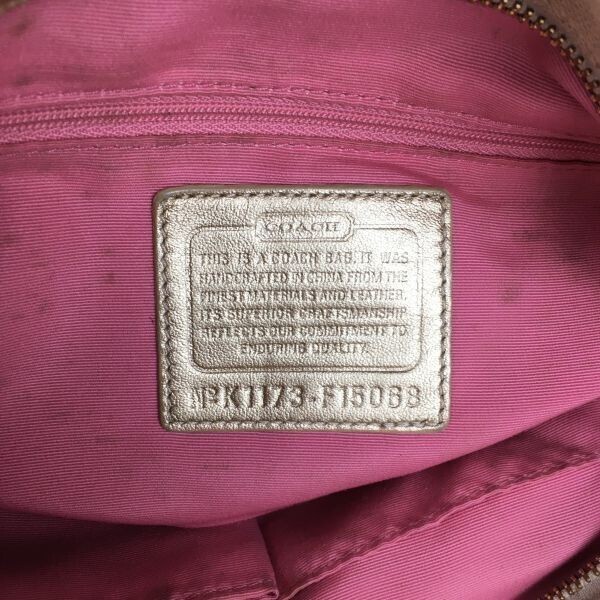 COACH
THIS IS A COACH BAG. IT WAS
HANDCRAFTED IN CHINA FROM THE
FINEST MATERIALS AND LEATHER.
ITS SUPERIOR CRAFTSMANSHIP
REFLECTS OUR COMMITMENT TO
ENDURING QUALITY.
Nº K1173-F15068